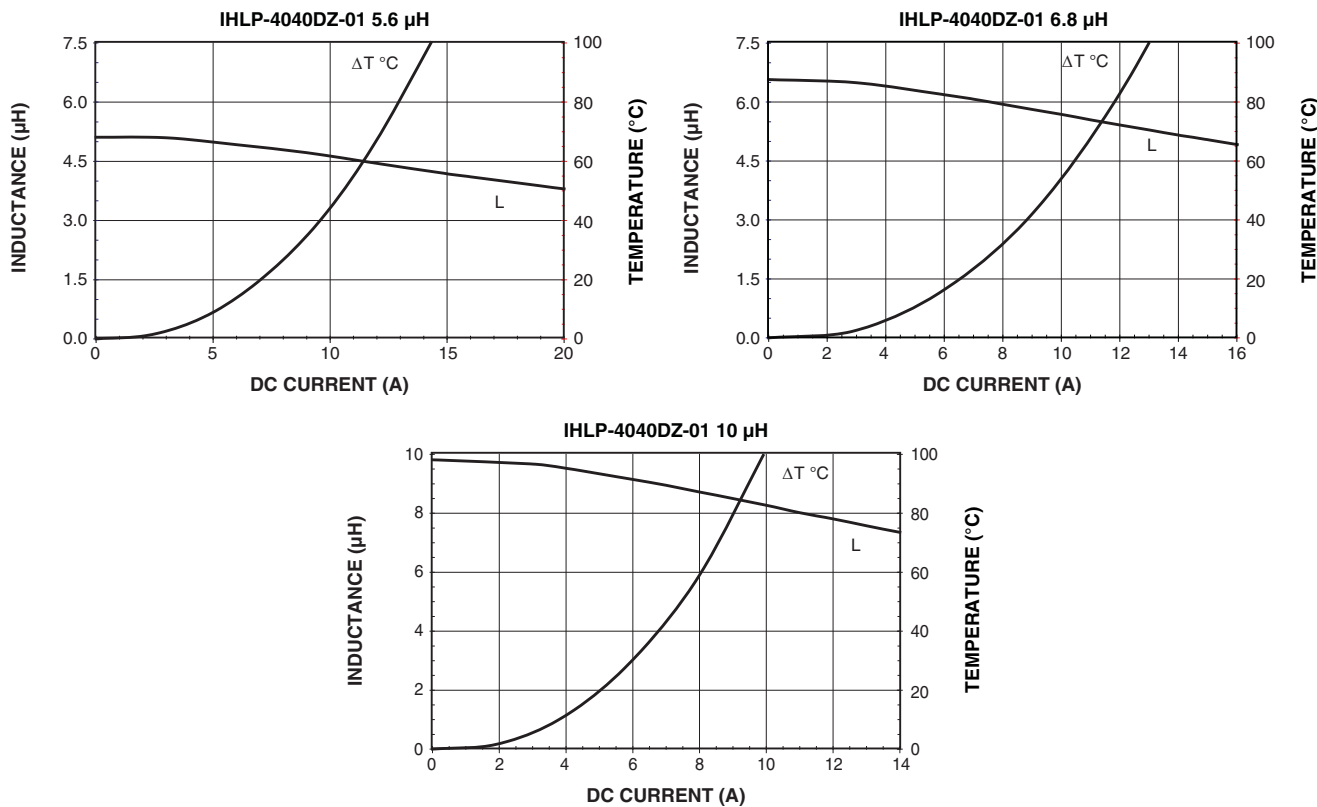 IHLP-4040DZ-01 5.6 µH
7.5
6.0
4.5
3.0
1.5
0.0
INDUCTANCE (µH)
100
80
60
40
20
0
TEMPERATURE (°C)
ΔT °C
L
0 5 10 15 20
DC CURRENT (A)
IHLP-4040DZ-01 6.8 µH
7.5
6.0
4.5
3.0
1.5
0.0
INDUCTANCE (µH)
100
80
60
40
20
0
TEMPERATURE (°C)
ΔT °C
L
0 2 4 6 8 10 12 14 16
DC CURRENT (A)
IHLP-4040DZ-01 10 µH
10
8
6
4
2
0
INDUCTANCE (µH)
100
80
60
40
20
0
TEMPERATURE (°C)
ΔT °C
L
0 2 4 6 8 10 12 14
DC CURRENT (A)